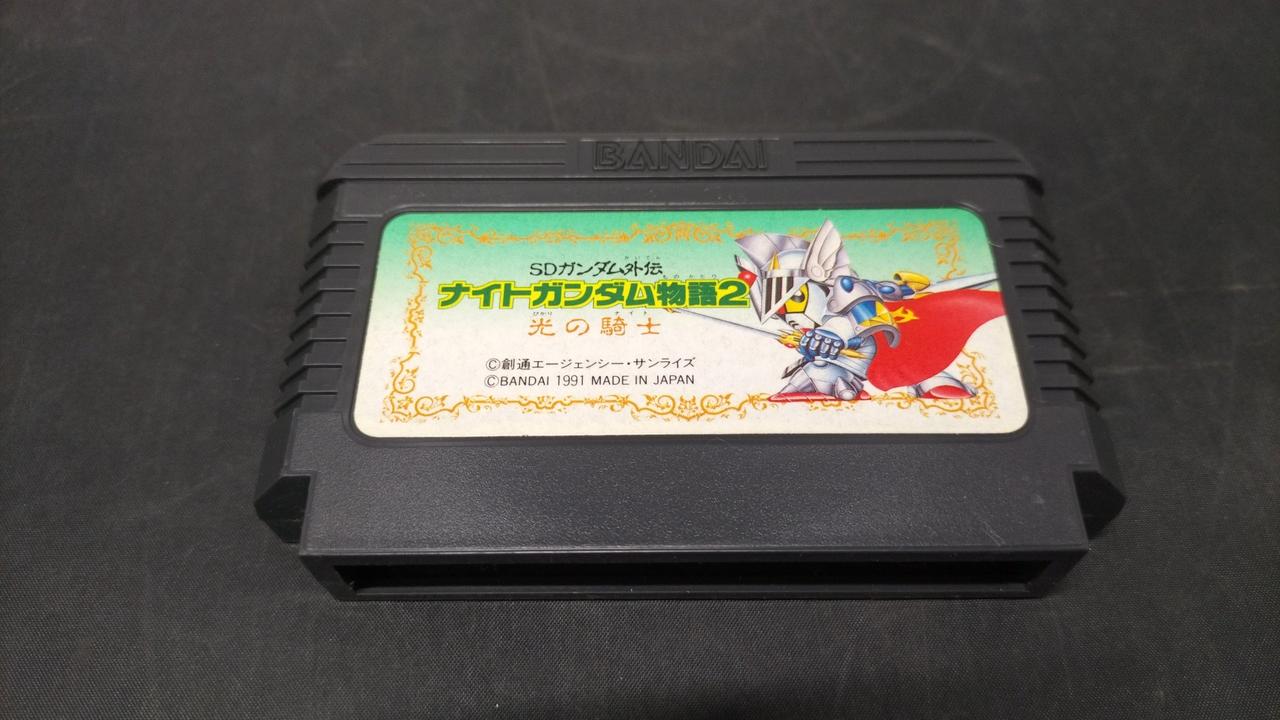 BANDAI
SDガンダム外伝
ナイトガンダム物語2
光の騎士
©創通エージェンシー・サンライズ
©BANDAI 1991 MADE IN JAPAN